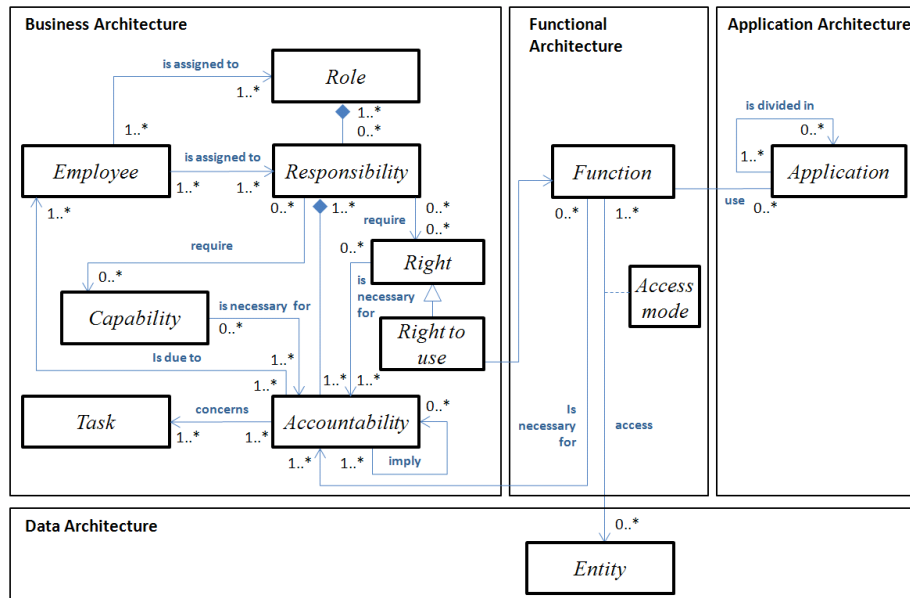 Business Architecture
Functional
Architecture
Application Architecture
is assigned to
Role
1..*
1..*
1..*
0..*
is divided in
0..*
1..*
Employee
is assigned to
Responsibility
Function
Application
1..*
1..*
1..*
0..*
1..*
0..*
0..*
1..*
use
0..*
require
0..*
require
0..*
Right
is
necessary
for
0..*
Capability
is necessary for
0..*
Access
mode
Right to
use
Is due to
1..*
1..*
1..*
1..*
0..*
Task
concerns
Accountability
1..*
1..*
1..*
1..*
imply
Is
necessary
for
access
Data Architecture
0..*
Entity